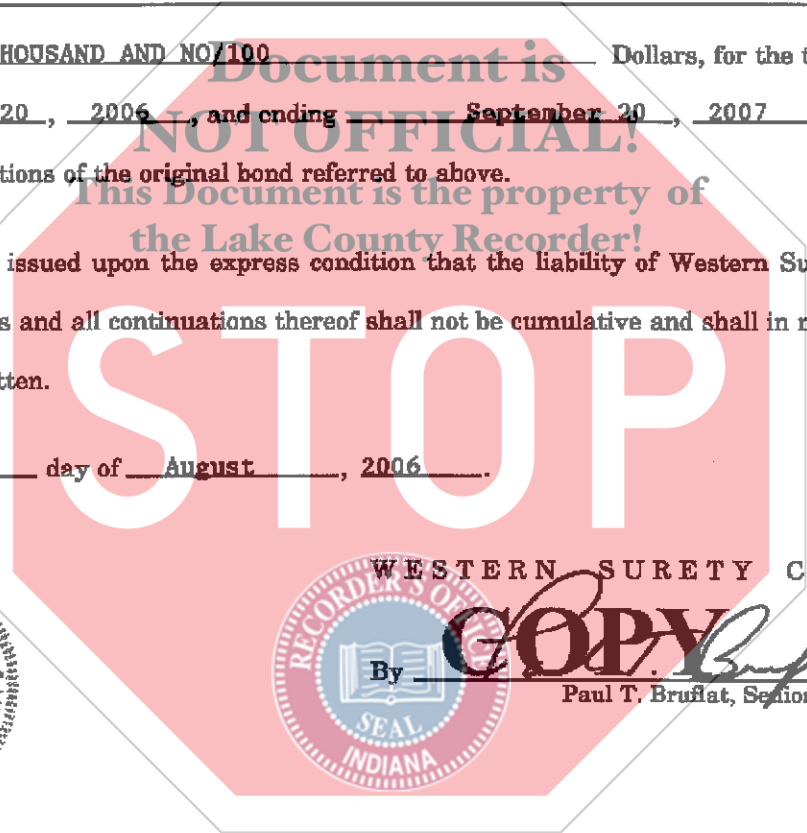 HOUSAND AND NO/100 Dollars, for the t
Document is
20, 2006, and ending September 20, 2007
NOT OFFICIAL!
tions of the original bond referred to above.
This Document is the property of
the Lake County Recorder!
issued upon the express condition that the liability of Western Su
s and all continuations thereof shall not be cumulative and shall in
tten.
STOP
day of August, 2006.
WESTERN SURETY C
RECORDER'S OFFICE
SEAL
INDIANA
COPY
By
Paul T. Bruflat, Senior